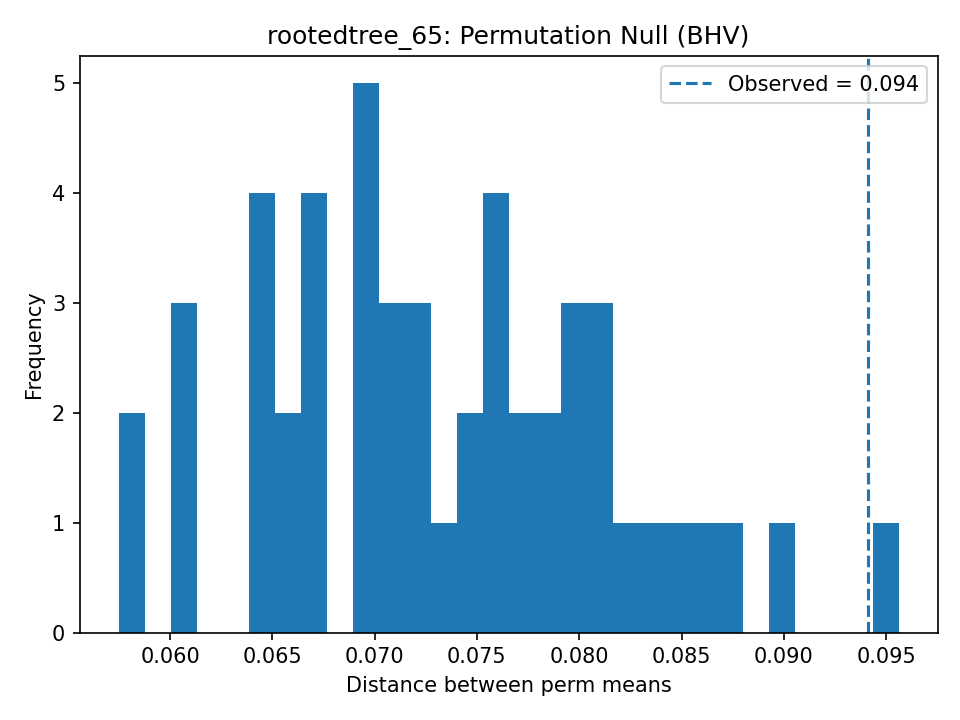 rootedtree_65: Permutation Null (BHV)
Observed = 0.094
Frequency
5
4
3
2
1
0
0.060 0.065 0.070 0.075 0.080 0.085 0.090 0.095
Distance between perm means